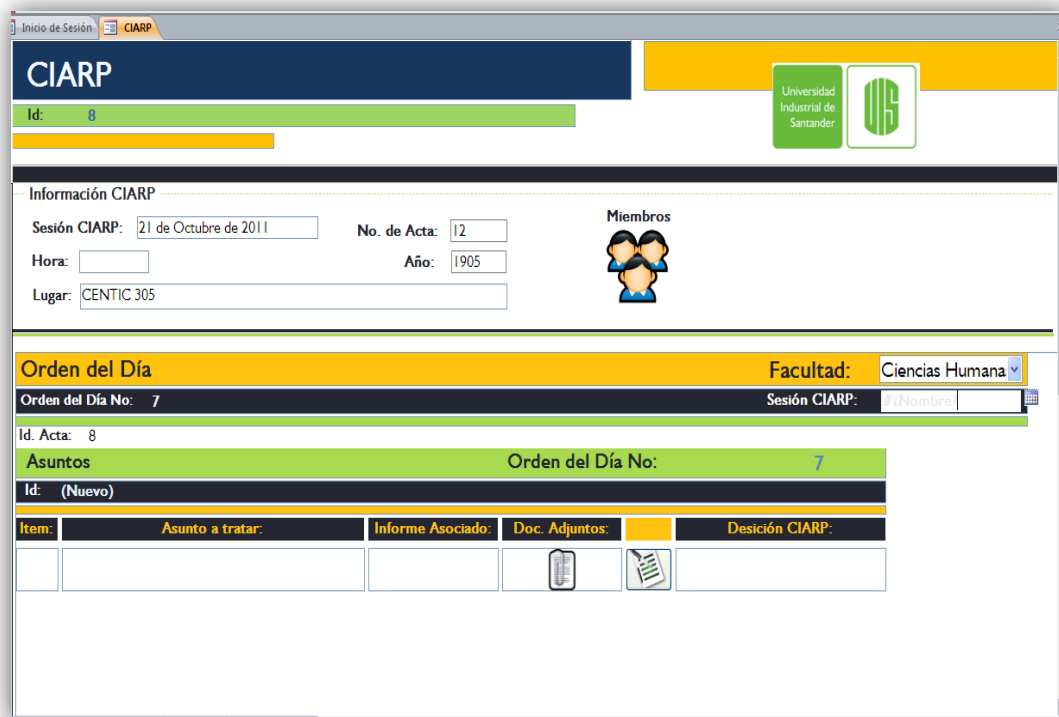 Inicio de Sesión CIARP
CIARP
Universidad
Industrial de
Santander
UIS
Id: 8
Información CIARP
Sesión CIARP: 21 de Octubre de 2011 No. de Acta: 12 Miembros
Hora: Año: 1905
Lugar: CENTIC 305
Orden del Día Facultad: Ciencias Humana
Orden del Día No: 7 Sesión CIARP: #¿Nombre?
Id. Acta: 8
Asuntos Orden del Día No: 7
Id: (Nuevo)
Item: Asunto a tratar: Informe Asociado: Doc. Adjuntos: Desición CIARP: